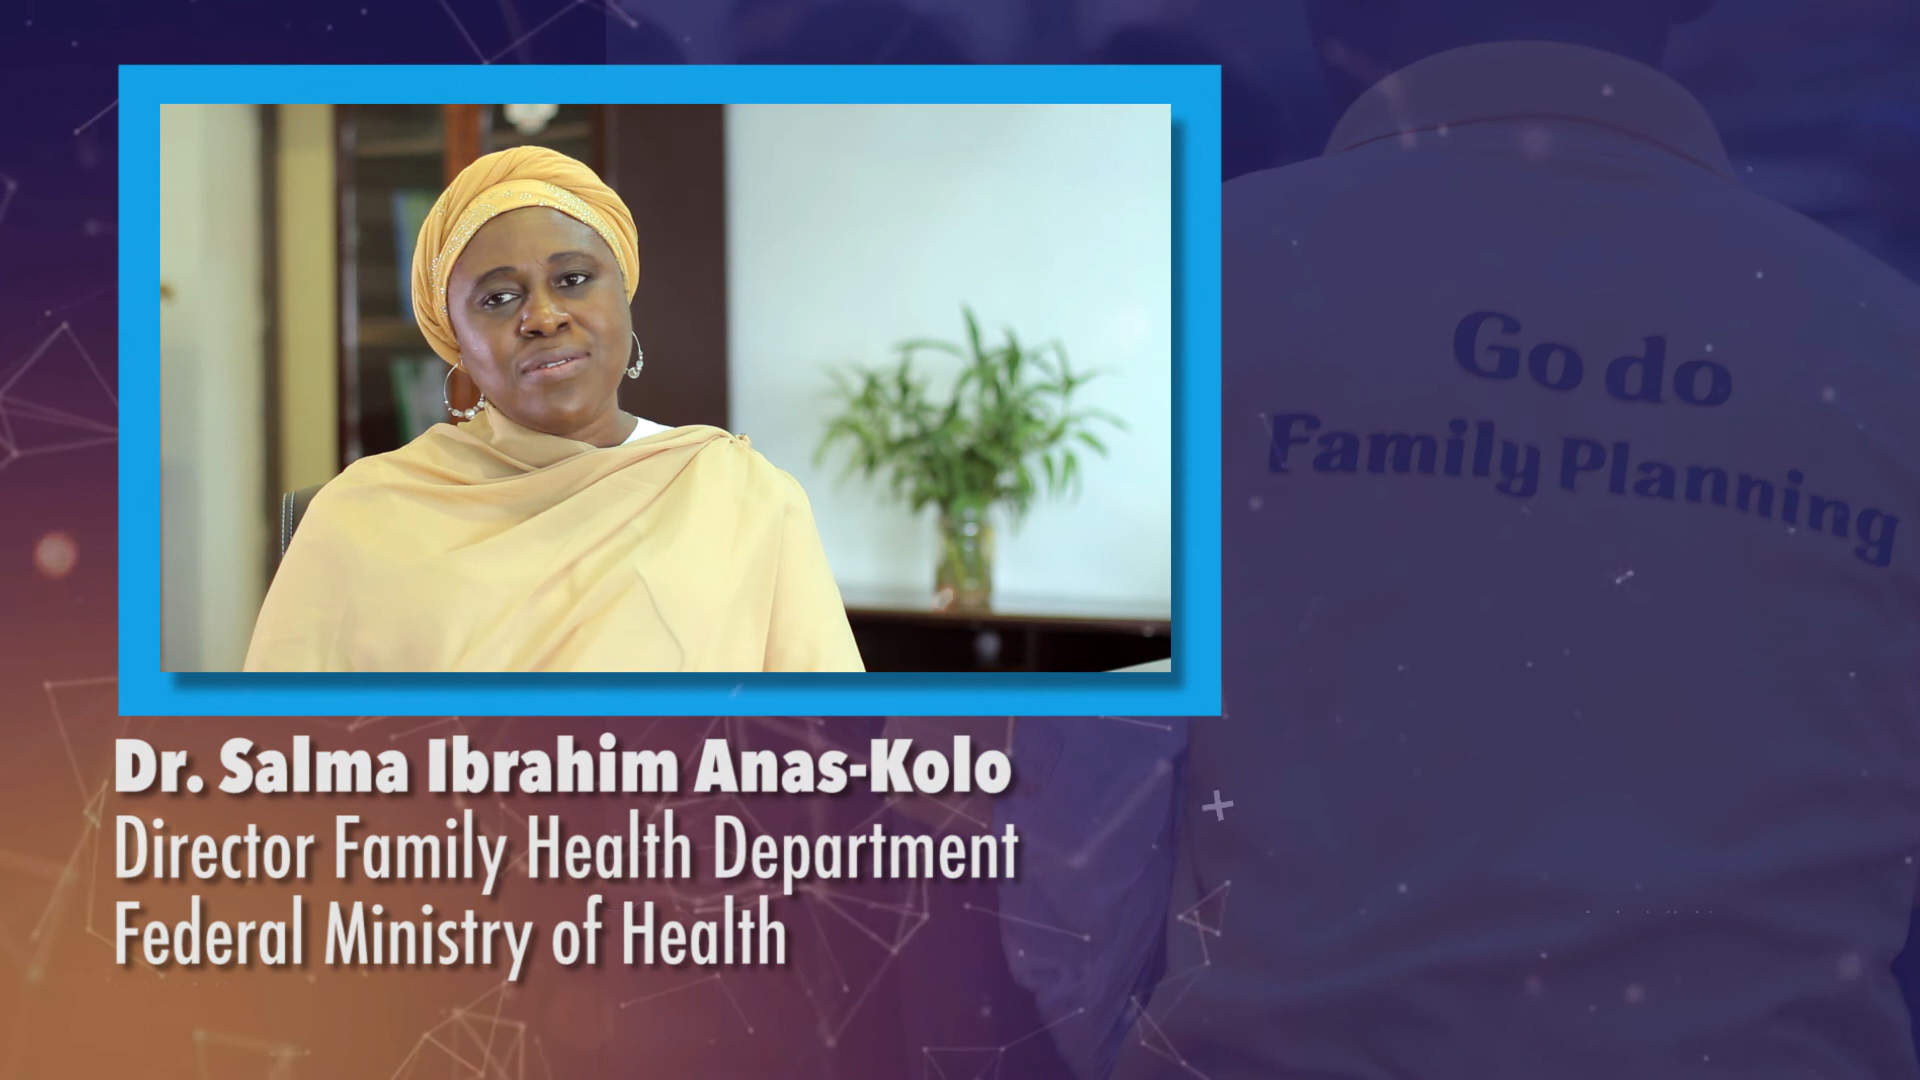 Go do
Family Planning
Dr. Salma Ibrahim Anas-Kolo
Director Family Health Department
Federal Ministry of Health